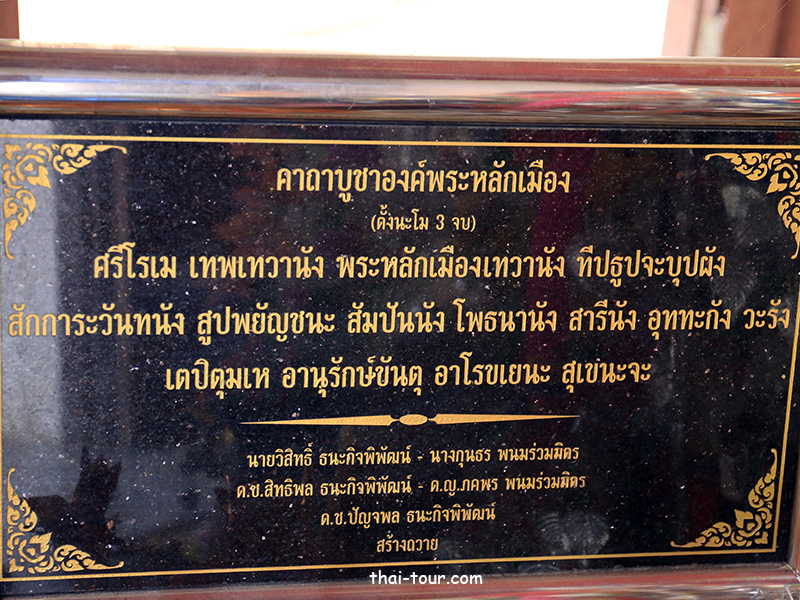 คาถาบูชาองค์พระหลักเมือง
(ตั้งนะโม 3 จบ)
ศรีโรเม เทพเทวานัง พระหลักเมืองเทวานัง ทีปธูปจะบุปผัง
สักการะวันทนัง สูปพยัญชนะ สัมปันนัง โพธนานัง สารีนัง อุททะกัง วะรัง
เตปิตุมเห อานุรักษ์ขันตุ อาโรขเยนะ สุเขนะจะ
นายวิสิทธิ์ ธนะกิจพิพัฒน์ - นางกุนธร พนมร่วมมิตร
ด.ช.สิทธิพล ธนะกิจพิพัฒน์ - ด.ญ.ภคพร พนมร่วมมิตร
ด.ช.ปัญจพล ธนะกิจพิพัฒน์
สร้างถวาย
thai-tour.com